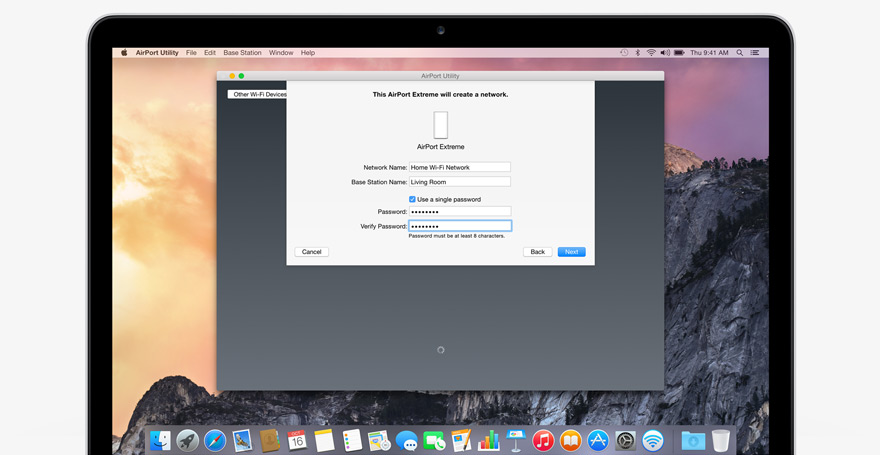 AirPort Utility File Edit Base Station Window Help Thu 9:41 AM
AirPort Utility
Other Wi-Fi Devices
This AirPort Extreme will create a network.
AirPort Extreme
Network Name: Home Wi-Fi Network
Base Station Name: Living Room
Use a single password
Password: ••••••••
Verify Password: ••••••••
Password must be at least 8 characters.
Cancel Back Next
OCT
16